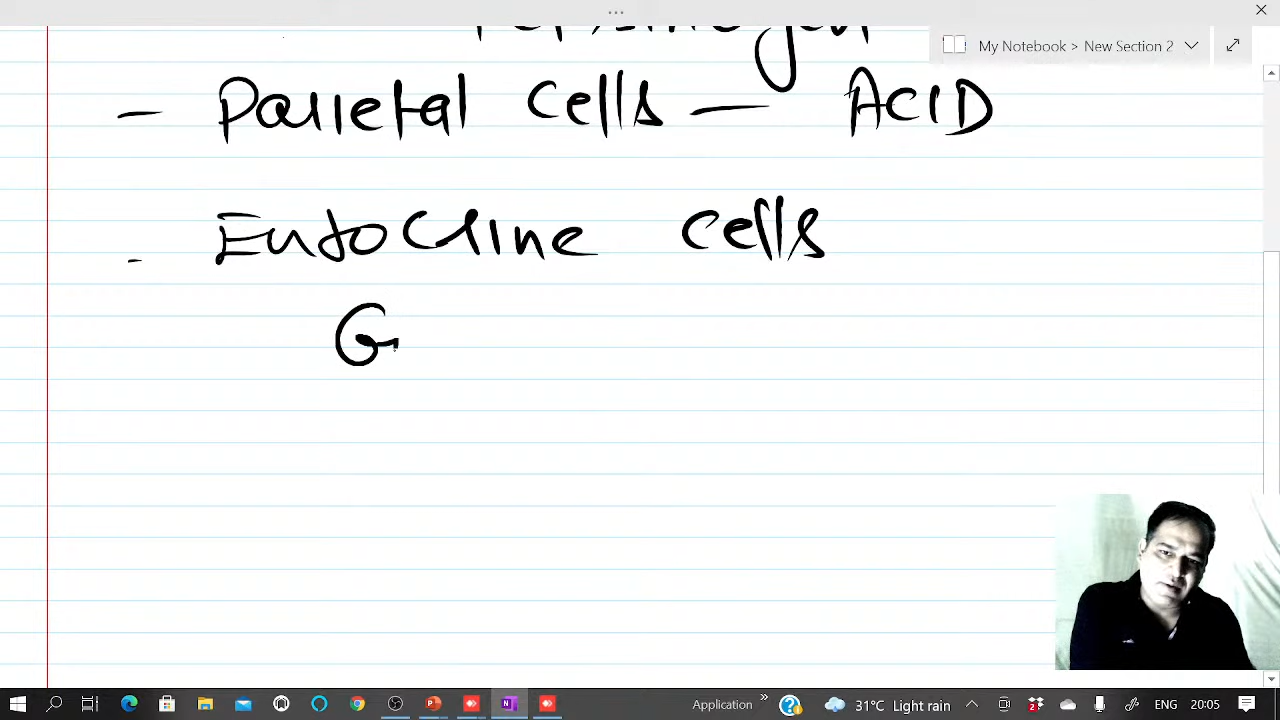 My Notebook > New Section 2
- Parietal cells — ACID
- Endocrine cells
G
Application
31°C Light rain
ENG
20:05